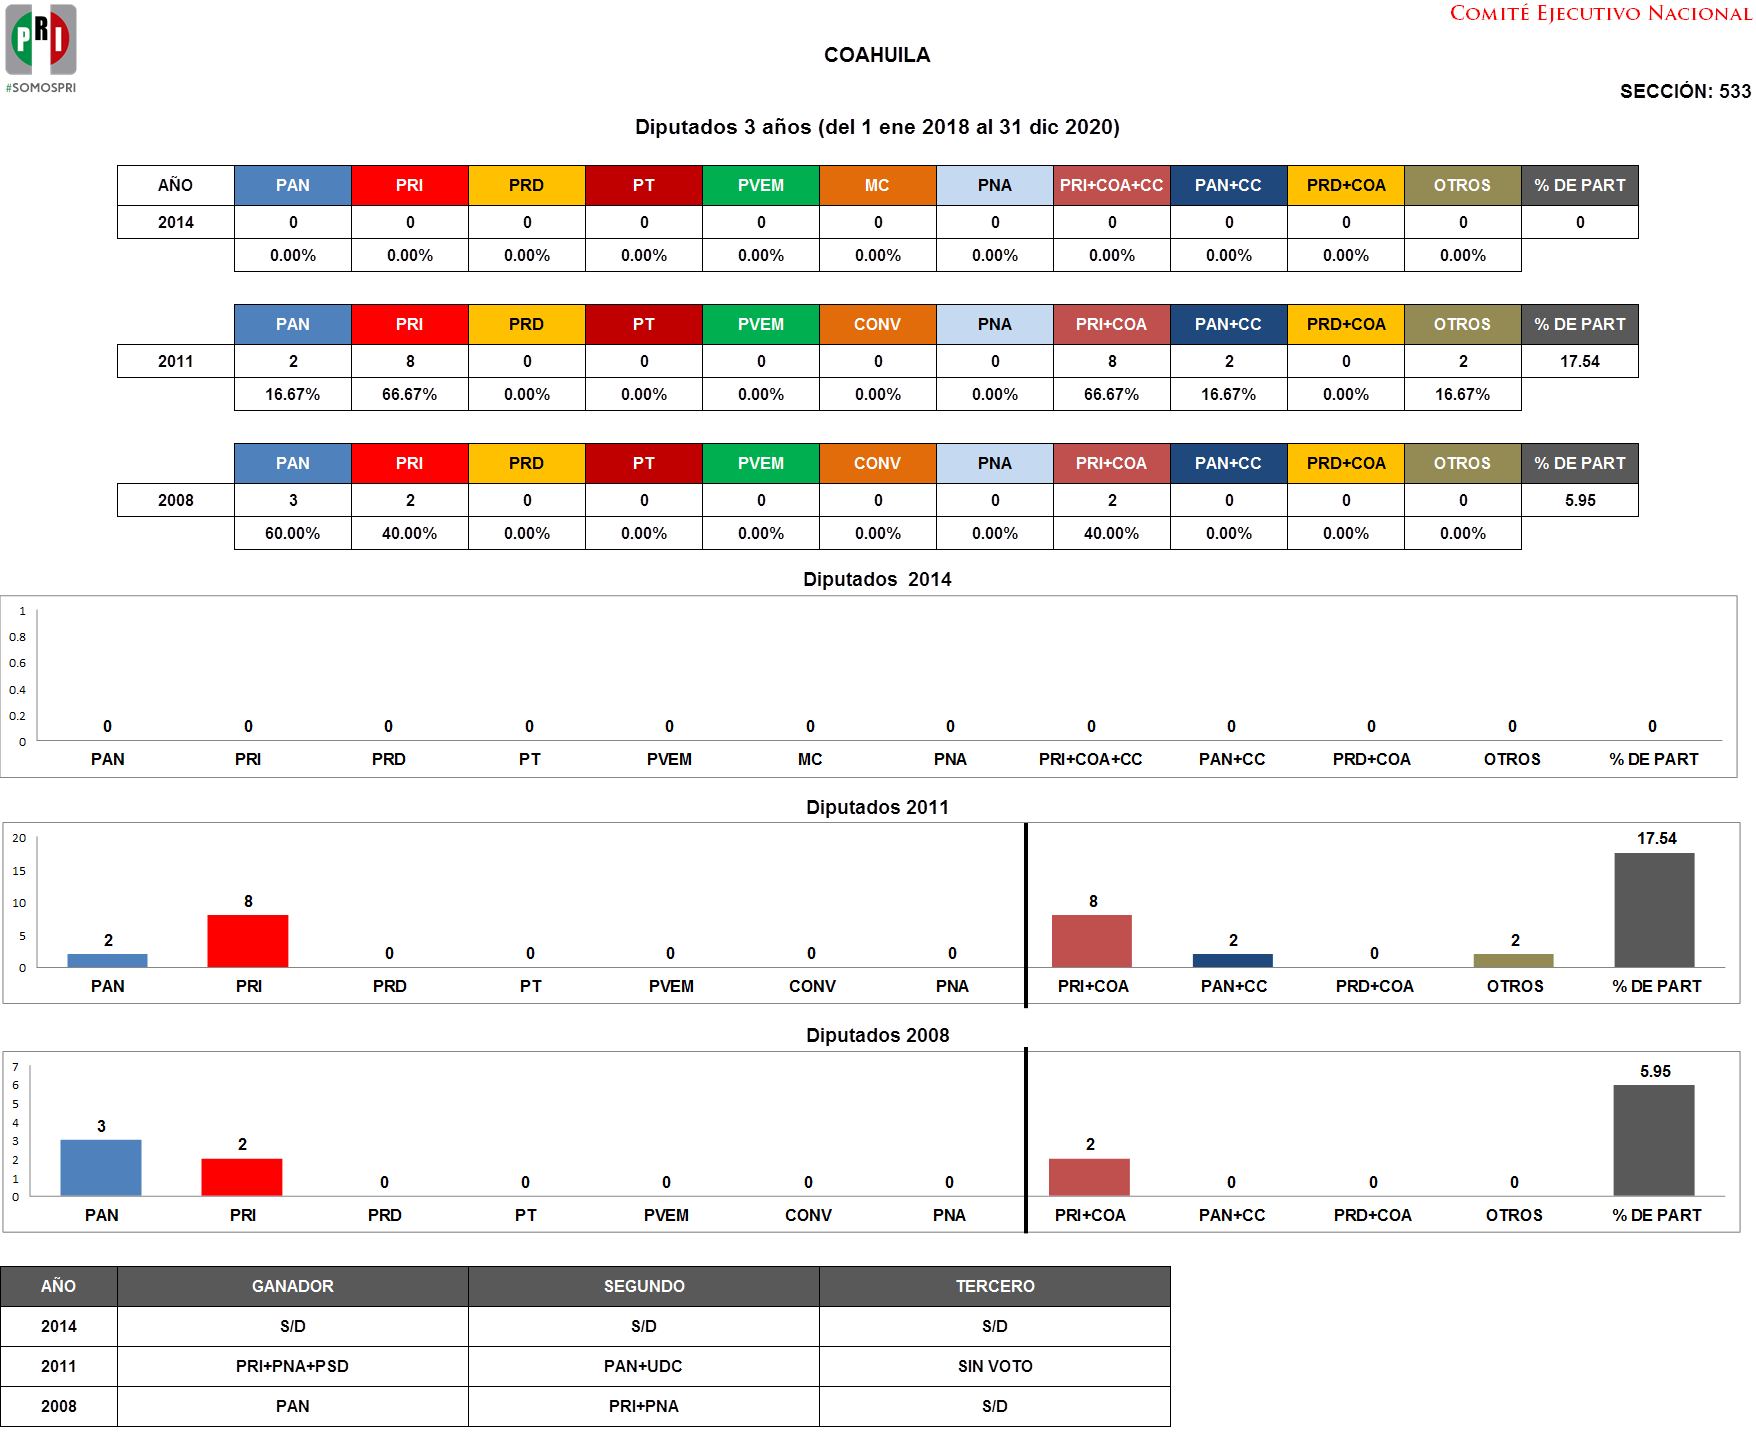 PRI
#SOMOSPRI
COMITÉ EJECUTIVO NACIONAL
COAHUILA
SECCIÓN: 533
Diputados 3 años (del 1 ene 2018 al 31 dic 2020)
AÑO PAN PRI PRD PT PVEM MC PNA PRI+COA+CC PAN+CC PRD+COA OTROS % DE PART
2014 0 0 0 0 0 0 0 0 0 0 0 0
0.00% 0.00% 0.00% 0.00% 0.00% 0.00% 0.00% 0.00% 0.00% 0.00% 0.00%
PAN PRI PRD PT PVEM CONV PNA PRI+COA PAN+CC PRD+COA OTROS % DE PART
2011 2 8 0 0 0 0 0 8 2 0 2 17.54
16.67% 66.67% 0.00% 0.00% 0.00% 0.00% 0.00% 66.67% 16.67% 0.00% 16.67%
PAN PRI PRD PT PVEM CONV PNA PRI+COA PAN+CC PRD+COA OTROS % DE PART
2008 3 2 0 0 0 0 0 2 0 0 0 5.95
60.00% 40.00% 0.00% 0.00% 0.00% 0.00% 0.00% 40.00% 0.00% 0.00% 0.00%
Diputados 2014
1
0.8
0.6
0.4
0.2
0
0 0 0 0 0 0 0 0 0 0 0 0
PAN PRI PRD PT PVEM MC PNA PRI+COA+CC PAN+CC PRD+COA OTROS % DE PART
Diputados 2011
20
15
10
5
0
2 8 0 0 0 0 0 8 2 0 2 17.54
PAN PRI PRD PT PVEM CONV PNA PRI+COA PAN+CC PRD+COA OTROS % DE PART
Diputados 2008
7
6
5
4
3
2
1
0
3 2 0 0 0 0 0 2 0 0 0 5.95
PAN PRI PRD PT PVEM CONV PNA PRI+COA PAN+CC PRD+COA OTROS % DE PART
AÑO GANADOR SEGUNDO TERCERO
2014 S/D S/D S/D
2011 PRI+PNA+PSD PAN+UDC SIN VOTO
2008 PAN PRI+PNA S/D